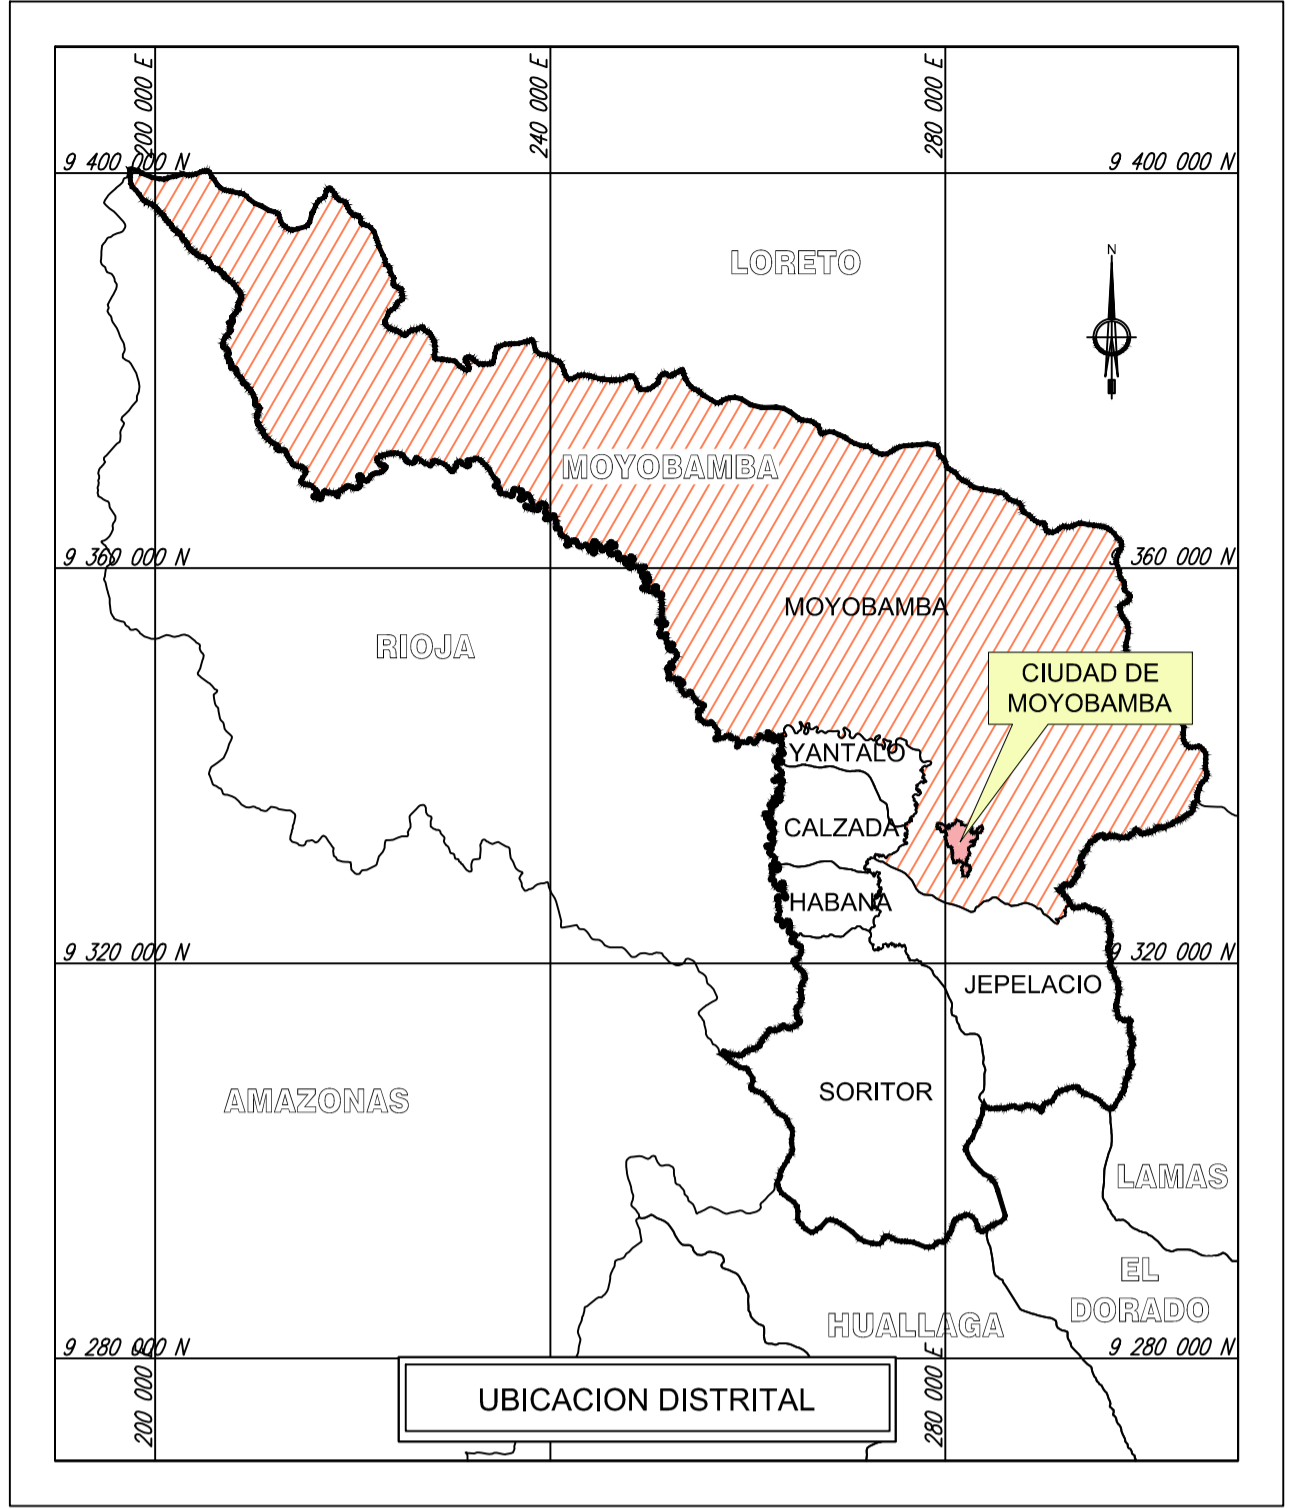 200 000 E
240 000 E
280 000 E
9 400 000 N
9 400 000 N
LORETO
N
MOYOBAMBA
9 360 000 N
9 360 000 N
MOYOBAMBA
RIOJA
CIUDAD DE
MOYOBAMBA
YANTALO
CALZADA
HABANA
9 320 000 N
9 320 000 N
JEPELACIO
SORITOR
AMAZONAS
LAMAS
EL
DORADO
HUALLAGA
9 280 000 N
9 280 000 N
200 000 E
280 000 E
UBICACION DISTRITAL